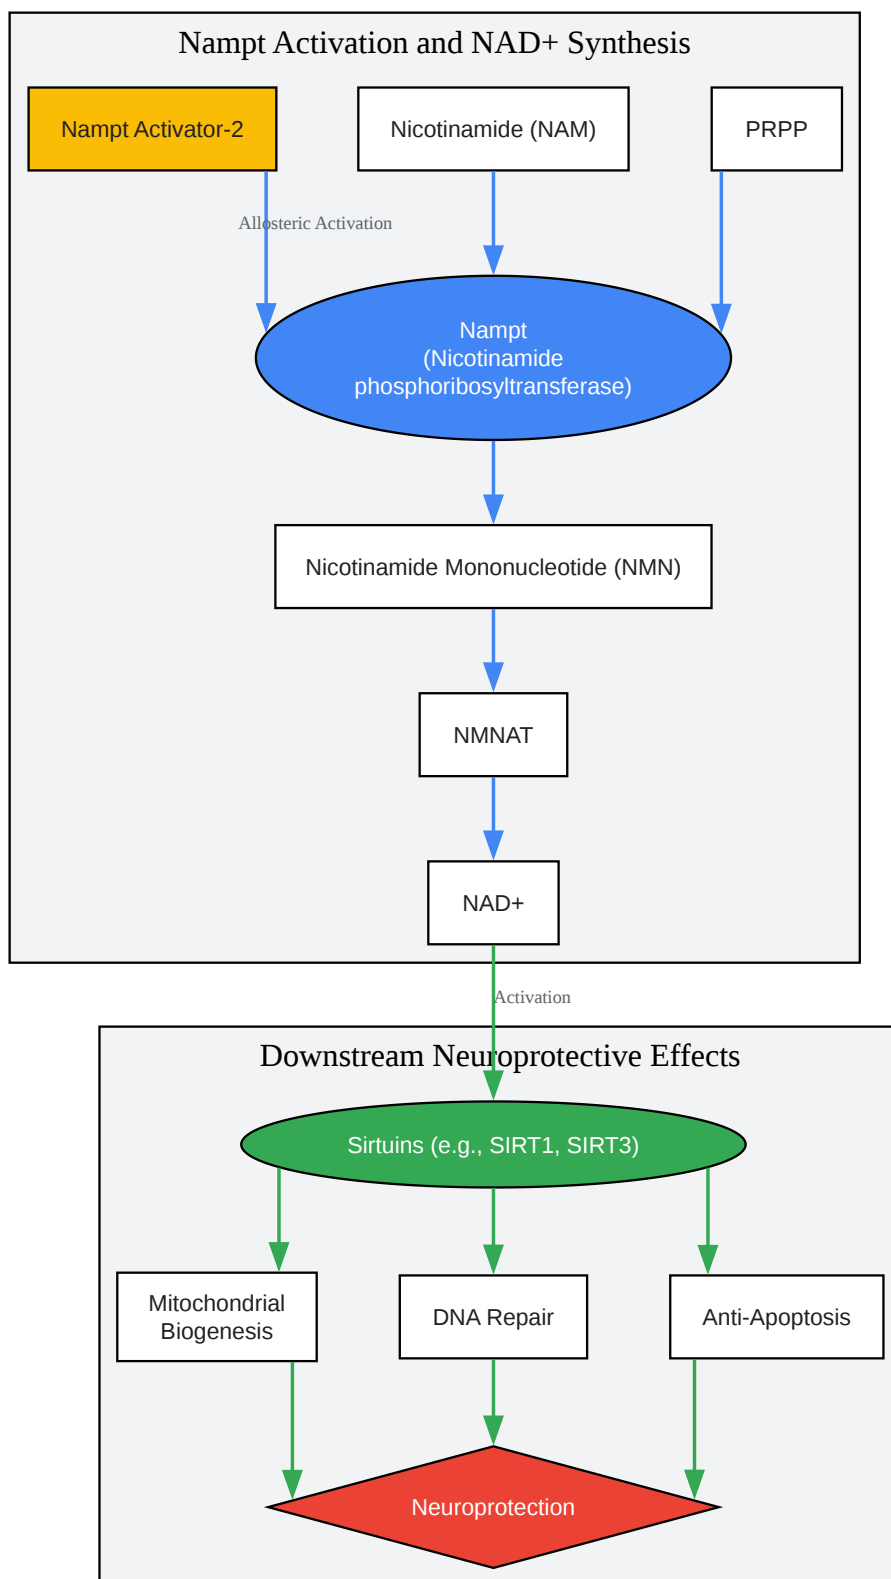 Nampt Activation and NAD+ Synthesis
Nampt Activator-2
Nicotinamide (NAM)
PRPP
Allosteric Activation
Nampt
(Nicotinamide
phosphoribosyltransferase)
Nicotinamide Mononucleotide (NMN)
NMNAT
NAD+
Activation
Downstream Neuroprotective Effects
Sirtuins (e.g., SIRT1, SIRT3)
Mitochondrial
Biogenesis
DNA Repair
Anti-Apoptosis
Neuroprotection